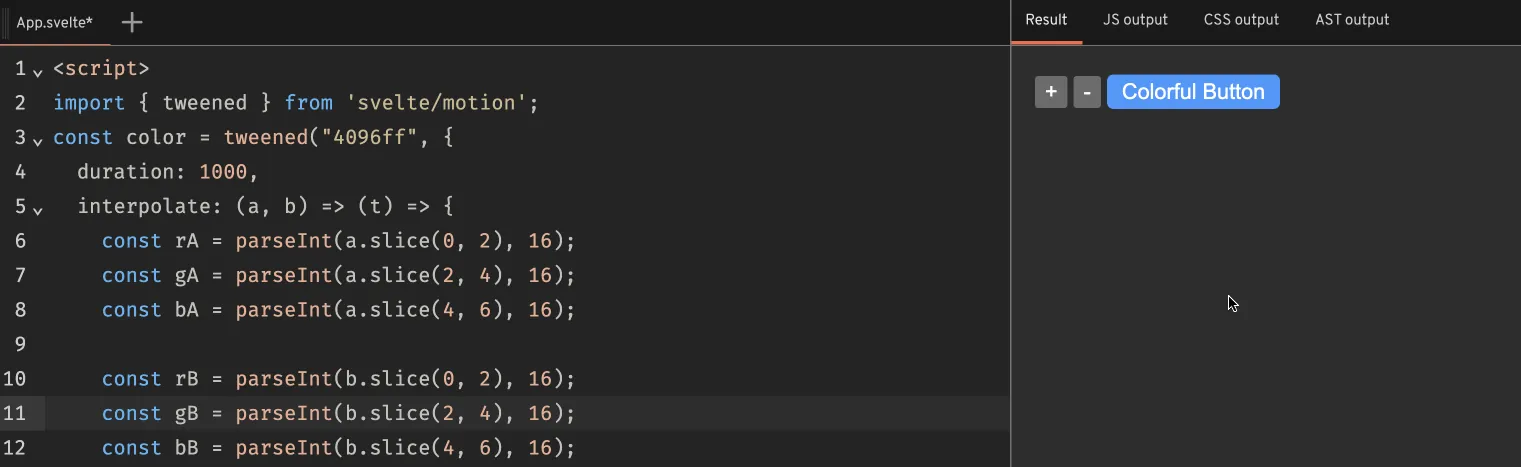 App.svelte* +
Result JS output CSS output AST output
1 <script>
2 import { tweened } from 'svelte/motion';
3 const color = tweened("4096ff", {
4   duration: 1000,
5   interpolate: (a, b) => (t) => {
6     const rA = parseInt(a.slice(0, 2), 16);
7     const gA = parseInt(a.slice(2, 4), 16);
8     const bA = parseInt(a.slice(4, 6), 16);
9
10     const rB = parseInt(b.slice(0, 2), 16);
11     const gB = parseInt(b.slice(2, 4), 16);
12     const bB = parseInt(b.slice(4, 6), 16);
+ - Colorful Button